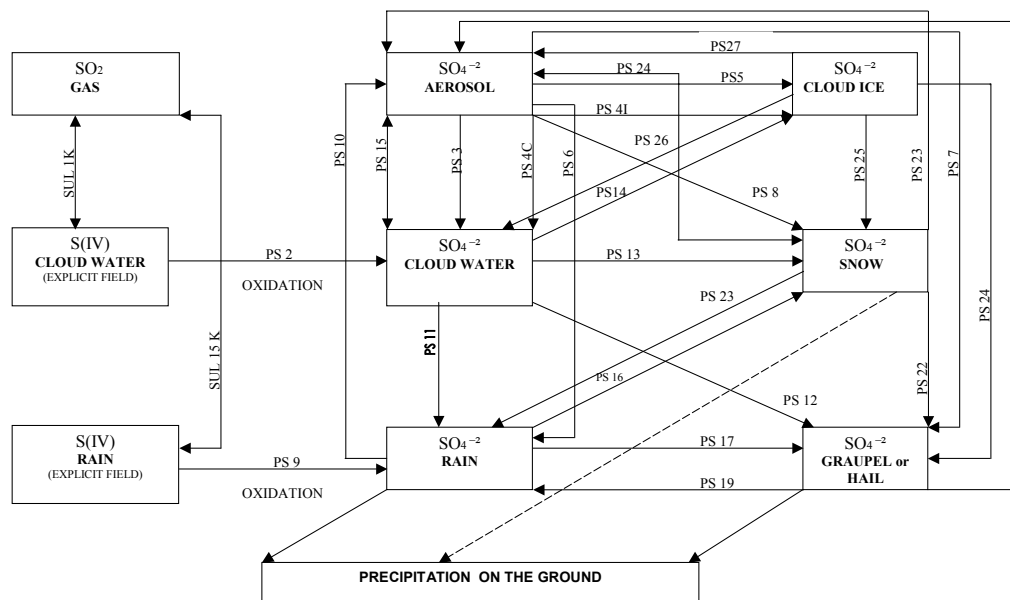 SO₂
GAS
SO₄⁻²
AEROSOL
SO₄⁻²
CLOUD ICE
PS27
PS 24
PS5
PS 4I
SUL 1K
PS 10
PS 15
PS 3
PS 4C
PS 6
PS 26
PS14
PS 25
PS 23
PS 7
PS 8
S(IV)
CLOUD WATER
(EXPLICIT FIELD)
PS 2
OXIDATION
SO₄⁻²
CLOUD WATER
PS 13
SO₄⁻²
SNOW
SUL 15 K
PS 11
PS 23
PS 16
PS 12
PS 22
PS 24
S(IV)
RAIN
(EXPLICIT FIELD)
PS 9
OXIDATION
SO₄⁻²
RAIN
PS 17
PS 19
SO₄⁻²
GRAUPEL or
HAIL
PRECIPITATION ON THE GROUND